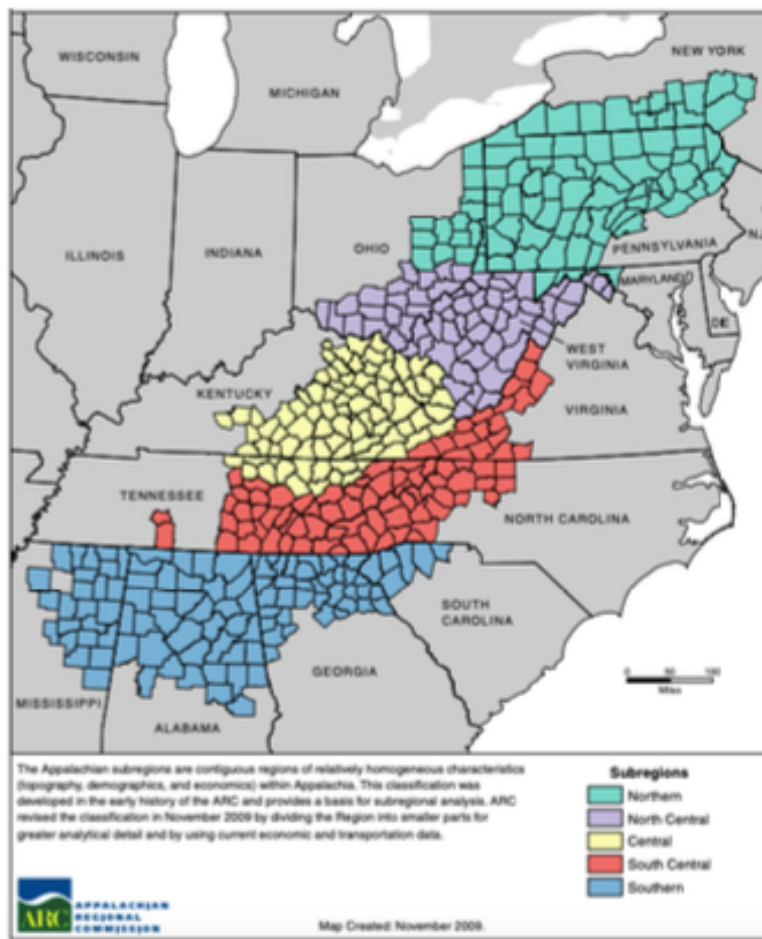 WISCONSIN
NEW YORK
MICHIGAN
ILLINOIS
INDIANA
OHIO
PENNSYLVANIA
NJ
MARYLAND
DE
WEST
VIRGINIA
KENTUCKY
VIRGINIA
TENNESSEE
NORTH CAROLINA
SOUTH
CAROLINA
GEORGIA
MISSISSIPPI
ALABAMA
0 50 100
Miles
The Appalachian subregions are contiguous regions of relatively homogeneous characteristics
(topography, demographics, and economics) within Appalachia. This classification was
developed in the early history of the ARC and provides a basis for subregional analysis. ARC
revised the classification in November 2009 by dividing the Region into smaller parts for
greater analytical detail and by using current economic and transportation data.
Subregions
Northern
North Central
Central
South Central
Southern
ARC
APPALACHIAN
REGIONAL
COMMISSION
Map Created: November 2009.